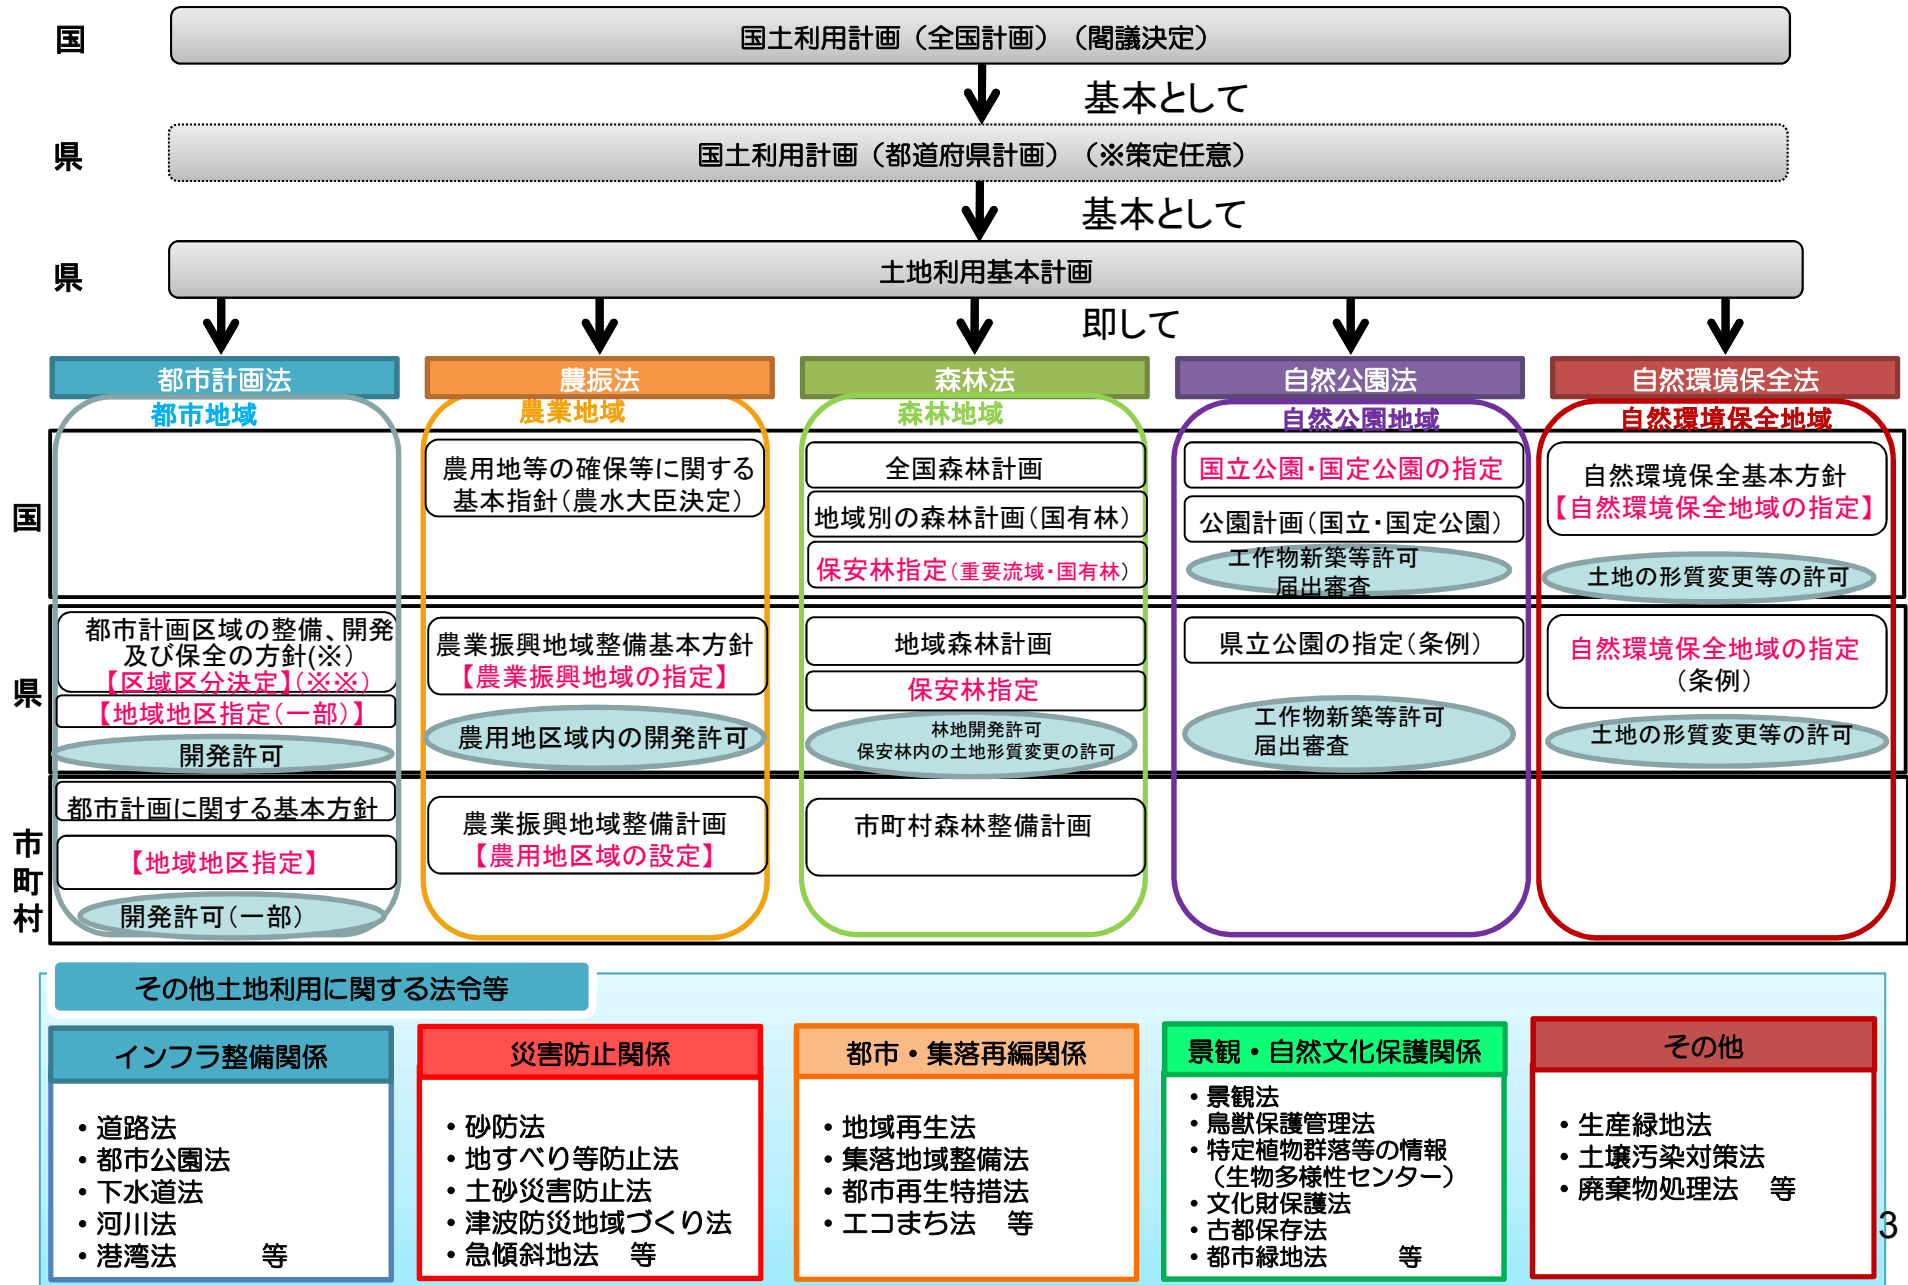 国
国土利用計画（全国計画）（閣議決定）
基本として
県
国土利用計画（都道府県計画）（※策定任意）
基本として
県
土地利用基本計画
即して
都市計画法
農振法
森林法
自然公園法
自然環境保全法
都市地域
農業地域
森林地域
自然公園地域
自然環境保全地域
国
農用地等の確保等に関する
基本指針（農水大臣決定）
全国森林計画
地域別の森林計画（国有林）
保安林指定（重要流域・国有林）
国立公園・国定公園の指定
公園計画（国立・国定公園）
工作物新築等許可
届出審査
自然環境保全基本方針
【自然環境保全地域の指定】
土地の形質変更等の許可
県
都市計画区域の整備、開発
及び保全の方針(※)
【区域区分決定】(※※)
【地域地区指定（一部）】
開発許可
農業振興地域整備基本方針
【農業振興地域の指定】
農用地区域内の開発許可
地域森林計画
保安林指定
林地開発許可
保安林内の土地形質変更の許可
県立公園の指定（条例）
工作物新築等許可
届出審査
自然環境保全地域の指定
（条例）
土地の形質変更等の許可
市町村
都市計画に関する基本方針
【地域地区指定】
開発許可（一部）
農業振興地域整備計画
【農用地区域の設定】
市町村森林整備計画
その他土地利用に関する法令等
インフラ整備関係
・道路法
・都市公園法
・下水道法
・河川法
・港湾法　等
災害防止関係
・砂防法
・地すべり等防止法
・土砂災害防止法
・津波防災地域づくり法
・急傾斜地法　等
都市・集落再編関係
・地域再生法
・集落地域整備法
・都市再生特措法
・エコまち法　等
景観・自然文化保護関係
・景観法
・鳥獣保護管理法
・特定植物群落等の情報
（生物多様性センター）
・文化財保護法
・古都保存法
・都市緑地法　等
その他
・生産緑地法
・土壌汚染対策法
・廃棄物処理法　等
3